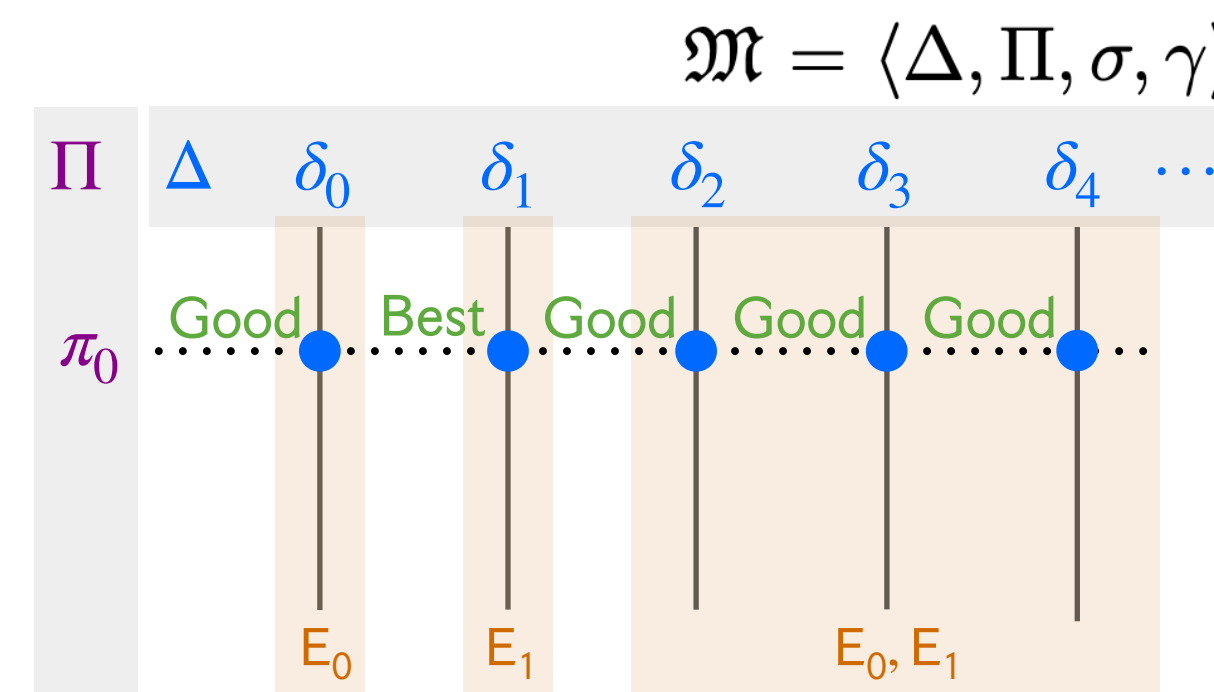 𝔐 = ⟨Δ, Π, σ, γ⟩
Π Δ δ₀ δ₁ δ₂ δ₃ δ₄ ⋯
Good Best Good Good Good
π₀
E₀ E₁ E₀, E₁